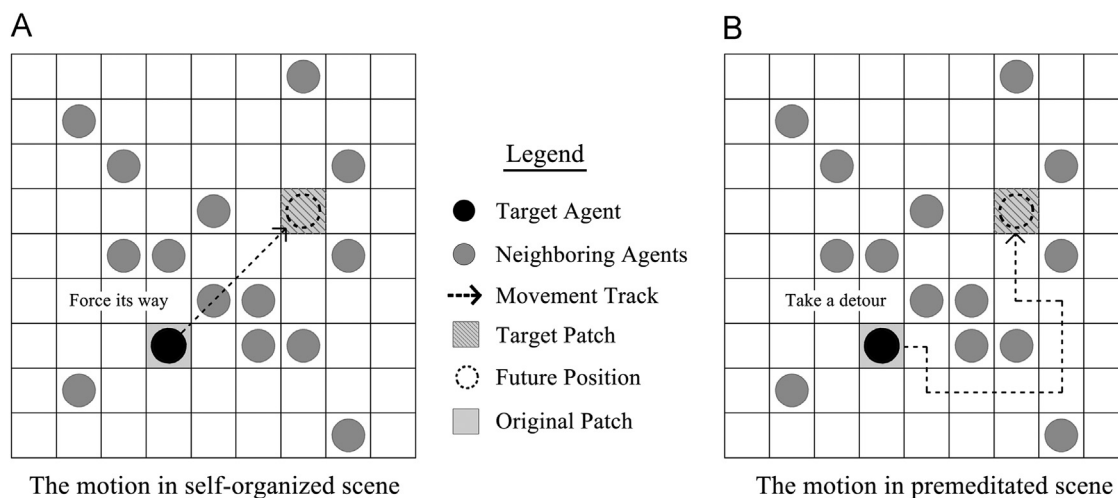 A
B
Legend
Target Agent
Neighboring Agents
Movement Track
Target Patch
Future Position
Original Patch
Force its way
Take a detour
The motion in self-organized scene
The motion in premeditated scene